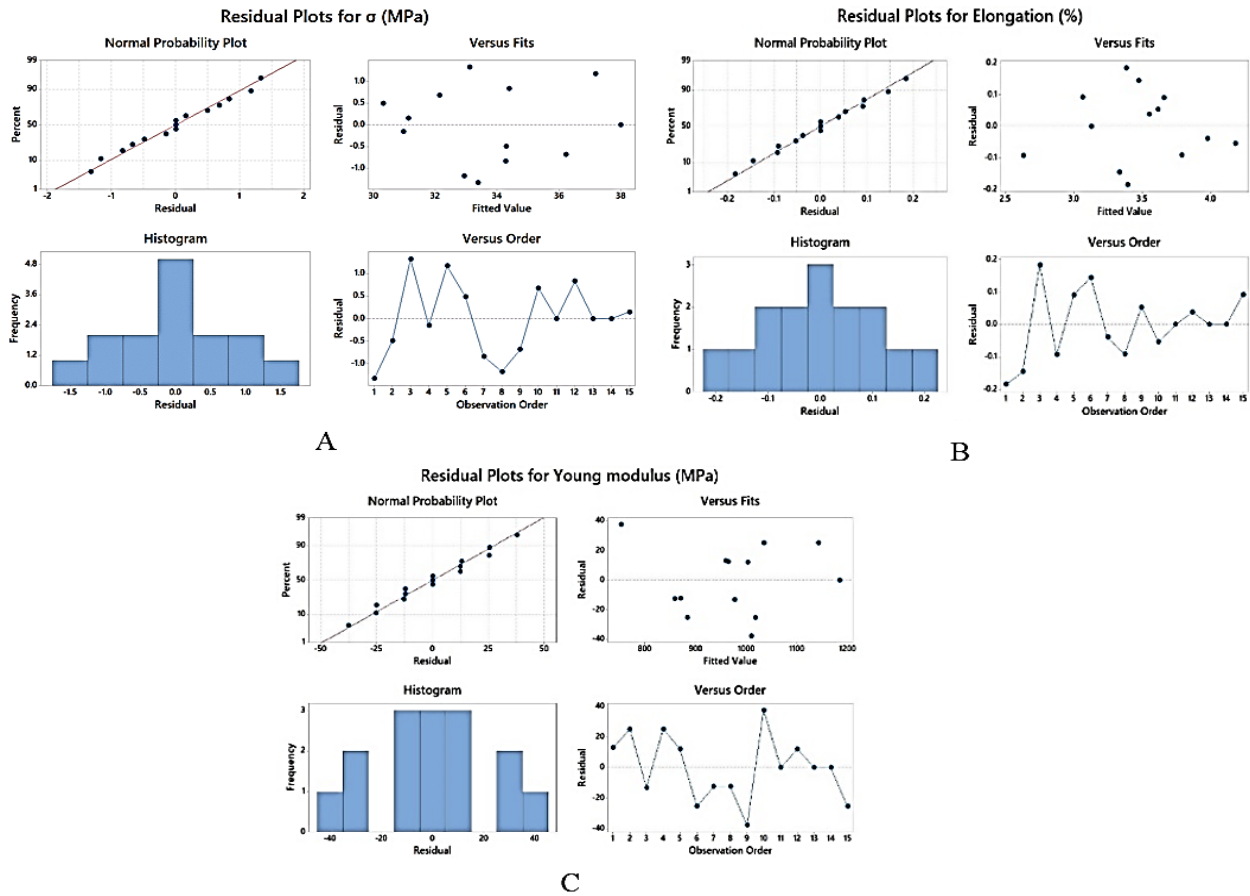 Residual Plots for σ (MPa)
Normal Probability Plot
Versus Fits
99
90
50
10
1
Percent
-2
-1
0
1
2
Residual
1.0
0.5
0.0
-0.5
-1.0
Residual
30
32
34
36
38
Fitted Value
Histogram
Versus Order
4.8
3.6
2.4
1.2
0.0
Frequency
-1.5
-1.0
-0.5
0.0
0.5
1.0
1.5
Residual
1.0
0.5
0.0
-0.5
-1.0
Residual
1 2 3 4 5 6 7 8 9 10 11 12 13 14 15
Observation Order
A
Residual Plots for Elongation (%)
Normal Probability Plot
Versus Fits
99
90
50
10
1
Percent
-0.2
-0.1
0.0
0.1
0.2
Residual
0.2
0.1
0.0
-0.1
-0.2
Residual
2.5
3.0
3.5
4.0
Fitted Value
Histogram
Versus Order
3
2
1
0
Frequency
-0.2
-0.1
0.0
0.1
0.2
Residual
0.2
0.1
0.0
-0.1
-0.2
Residual
1 2 3 4 5 6 7 8 9 10 11 12 13 14 15
Observation Order
B
Residual Plots for Young modulus (MPa)
Normal Probability Plot
Versus Fits
99
90
50
10
1
Percent
-50
-25
0
25
50
Residual
40
20
0
-20
-40
Residual
800
900
1000
1100
1200
Fitted Value
Histogram
Versus Order
3
2
1
0
Frequency
-40
-20
0
20
40
Residual
40
20
0
-20
-40
Residual
1 2 3 4 5 6 7 8 9 10 11 12 13 14 15
Observation Order
C